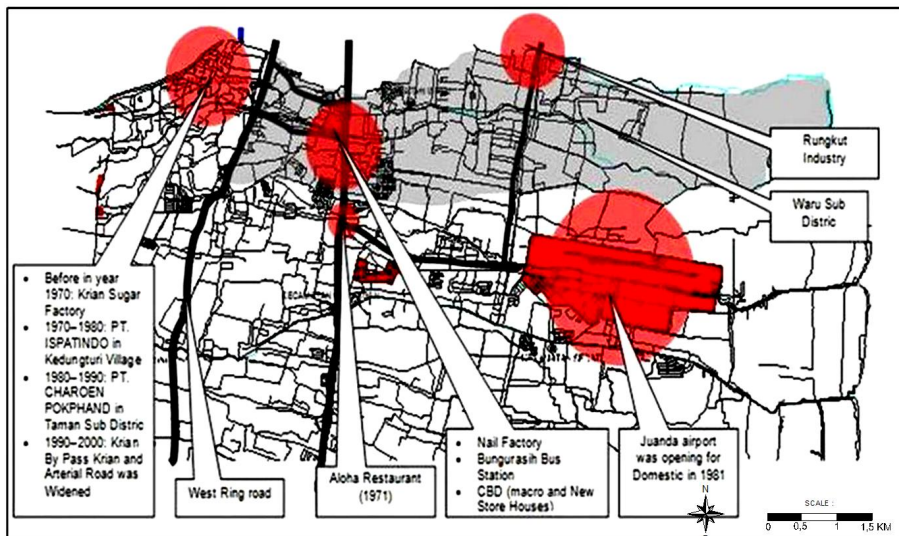 Rungkut
Industry
Waru Sub
Distric
• Before in year
1970: Krian Sugar
Factory
• 1970–1980: PT.
ISPATINDO in
Kedungturi Village
• 1980–1990: PT.
CHAROEN
POKPHAND in
Taman Sub Distric
• 1990–2000: Krian
By Pass Krian and
Arterial Road was
Widened
West Ring road
Aloha Restaurant
(1971)
• Nail Factory
• Bungurasih Bus
Station
• CBD (macro and New
Store Houses)
Juanda airport
was opening for
Domestic in 1981
N
SCALE :
0 0,5 1 1,5 KM